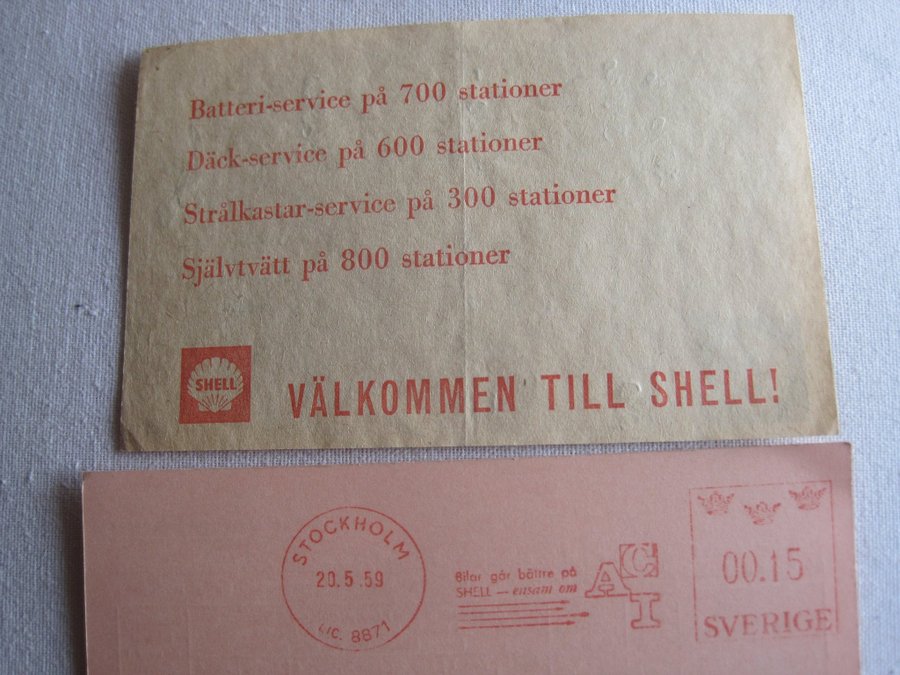 Batteri-service på 700 stationer
Däck-service på 600 stationer
Strålkastar-service på 300 stationer
Självtvätt på 800 stationer
SHELL
VÄLKOMMEN TILL SHELL!
STOCKHOLM
20.5.59
LIC. 8871
Bilar går bättre på
SHELL — ensam om
ICA
00.15
SVERIGE